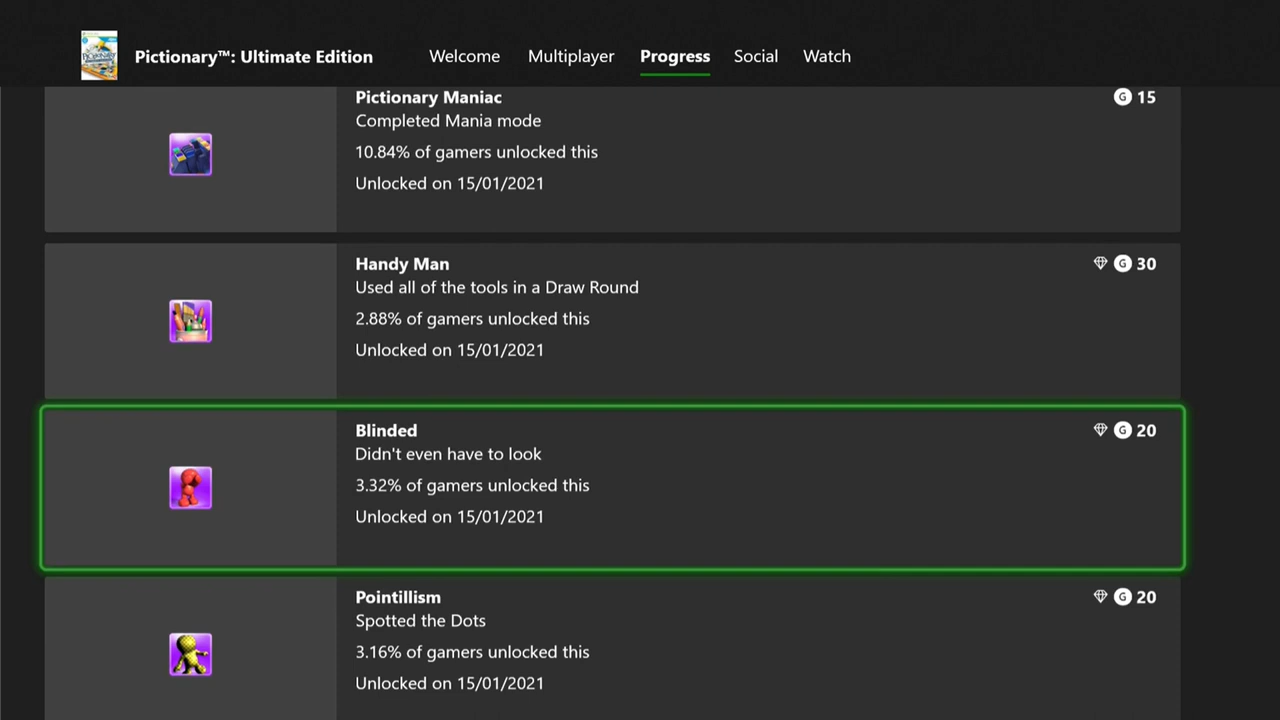 Pictionary™: Ultimate Edition
Welcome
Multiplayer
Progress
Social
Watch
Pictionary Maniac
G 15
Completed Mania mode
10.84% of gamers unlocked this
Unlocked on 15/01/2021
Handy Man
G 30
Used all of the tools in a Draw Round
2.88% of gamers unlocked this
Unlocked on 15/01/2021
Blinded
G 20
Didn't even have to look
3.32% of gamers unlocked this
Unlocked on 15/01/2021
Pointillism
G 20
Spotted the Dots
3.16% of gamers unlocked this
Unlocked on 15/01/2021